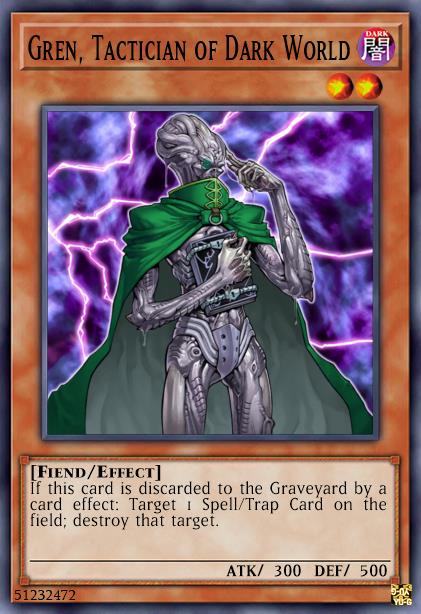 Gren, Tactician of Dark World
DARK
闇
[Fiend/Effect]
If this card is discarded to the Graveyard by a
card effect: Target 1 Spell/Trap Card on the
field; destroy that target.
ATK/ 300 DEF/ 500
51232472